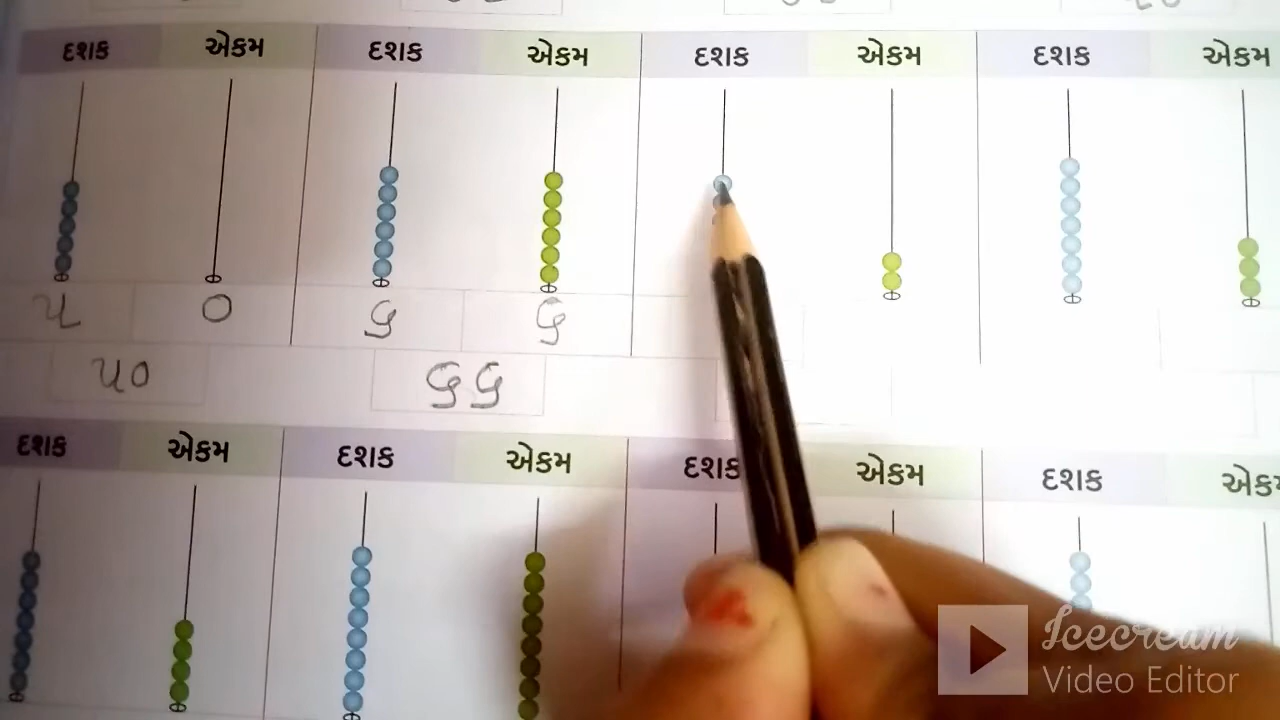 દશક એકમ દશક એકમ દશક એકમ દશક એકમ
૫ ૦ ૬ ૬
૫૦ ૬૬
દશક એકમ દશક એકમ દશક એકમ દશક
Icecream
Video Editor